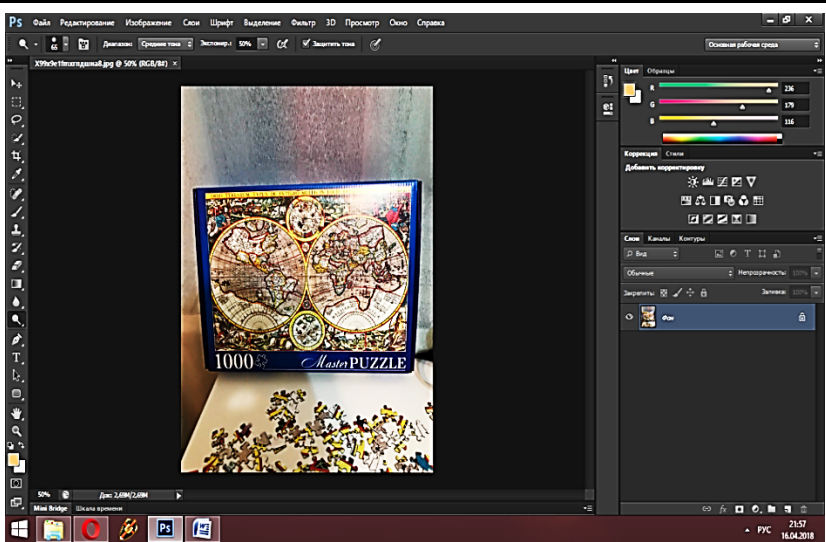 Ps Файл Редактирование Изображение Слои Шрифт Выделение Фильтр 3D Просмотр Окно Справка
65 Диапазон: Средние тона Экспонир.: 50% Защитить тона Основная рабочая среда
@ 50% (RGB/8#) ×
Цвет Образцы
R 236
G 179
B 116
Коррекция Стили
Добавить корректировку
Слои Каналы Контуры
Вид
Обычные Непрозрачность: 100%
Закрепить: Заливка: 100%
Фон
1000 Master PUZZLE
50% Док: 2,69M/2,69M
Mini Bridge Шкала времени
Ps РУС 21:57
16.04.2018